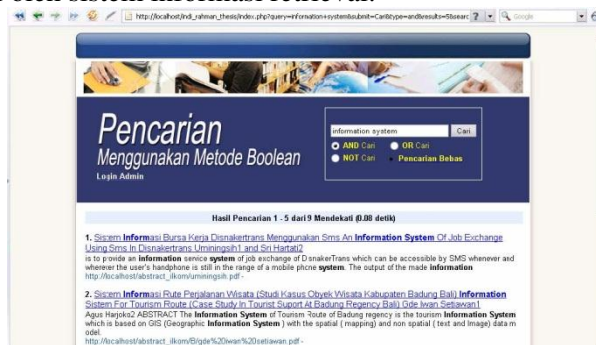 oleh sistem informasi retrieval.
http://localhost/indi_rahman_thesis/index.php?query=information+system&submit=Cari&type=and&results=5&searc
Google
Pencarian
Menggunakan Metode Boolean
Login Admin
information system Cari
AND Cari OR Cari
NOT Cari Pencarian Bebas
Hasil Pencarian 1 - 5 dari 9 Mendekati (0.08 detik)
1. Sistem Informasi Bursa Kerja Disnakertrans Menggunakan Sms An Information System Of Job Exchange
Using Sms In Disnakertrans Uminingsih1 and Sri Hartati2
is to provide an information service system of job exchange of DisnakerTrans which can be accessible by SMS whenever and
wherever the user's handphone is still in the range of a mobile phone system. The output of the made information
http://localhost/abstract_ilkom/uminingsih.pdf -
2. Sistem Informasi Rute Perjalanan Wisata (Studi Kasus Obyek Wisata Kabupaten Badung Bali) Information
Sistem For Tourism Route (Case Study In Tourist Suport At Badung Regency Bali) Gde Iwan Setiawan1
Agus Harjoko2 ABSTRACT The Information System of Tourism Route of Badung regency is the tourism Information System
which is based on GIS (Geographic Information System ) with the spatial ( mapping) and non spatial ( text and Image) data m
odel.
http://localhost/abstract_ilkom/B/gde%20iwan%20setiawan.pdf -